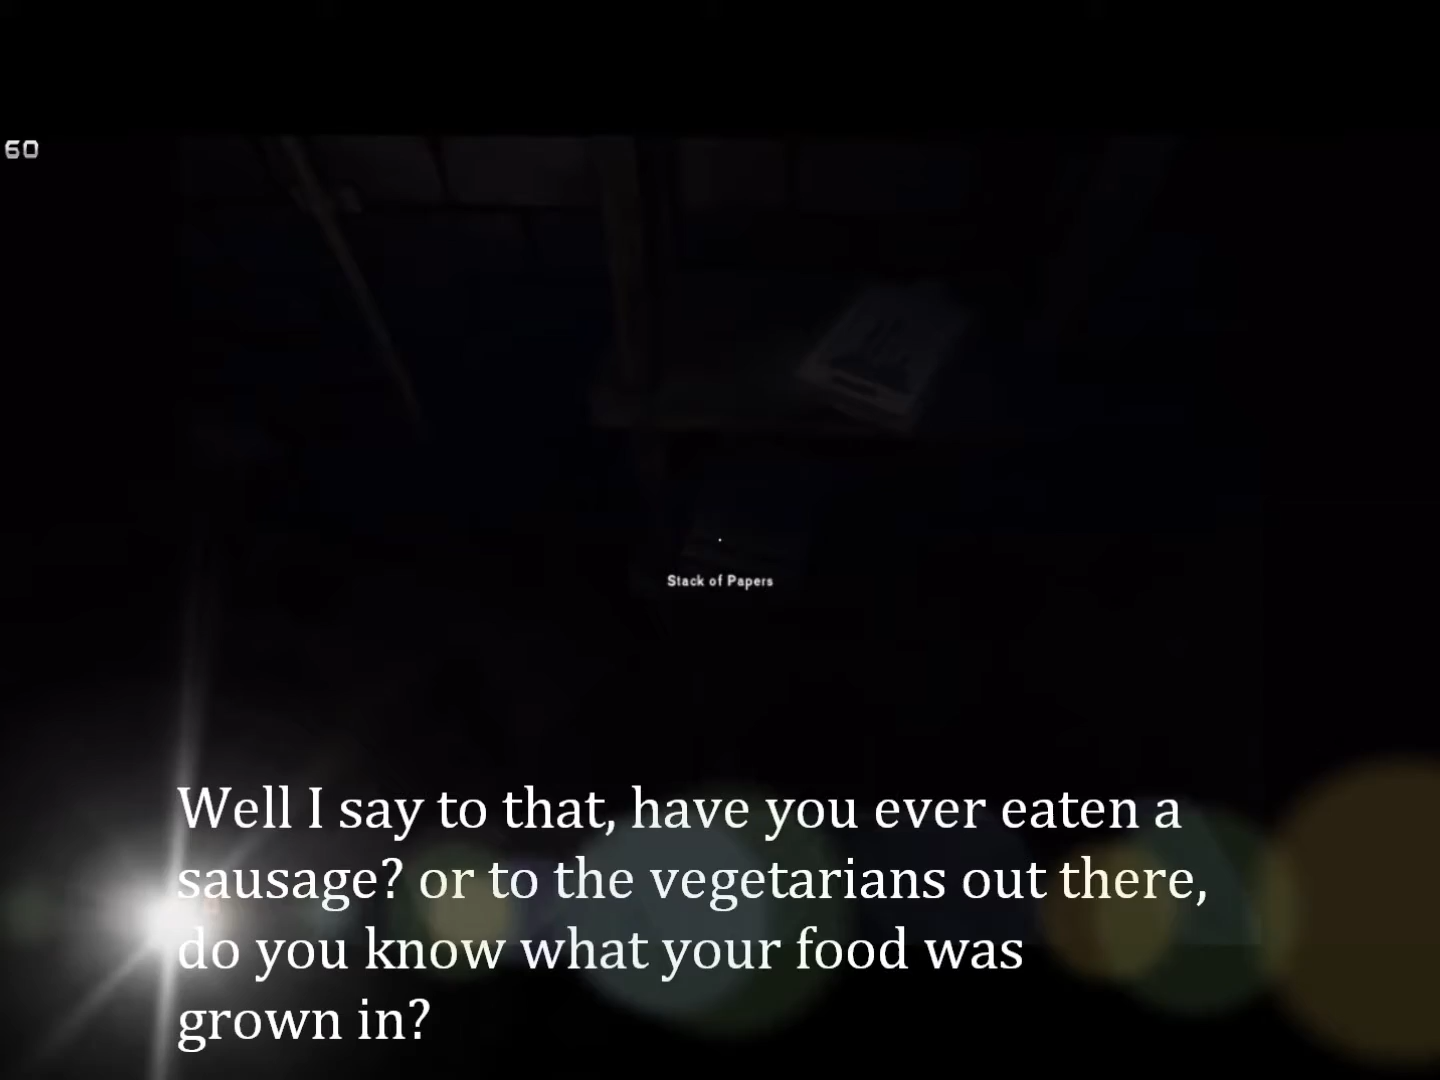 60
Stack of Papers
Well I say to that, have you ever eaten a
sausage? or to the vegetarians out there,
do you know what your food was
grown in?